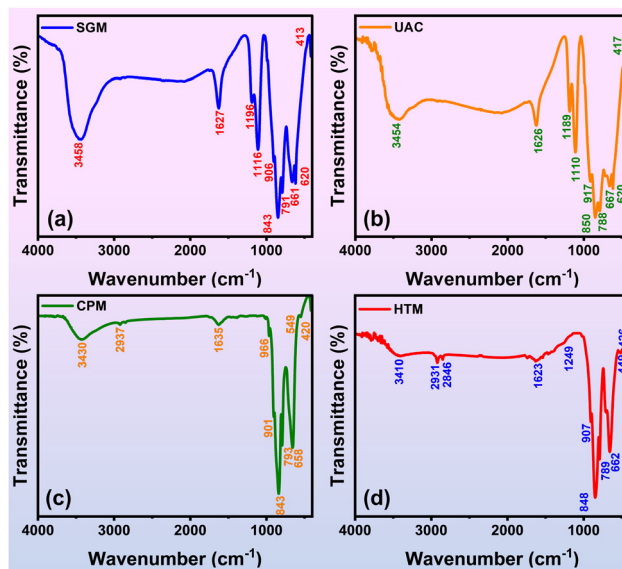 SGM
413
1627
1196
3458
1116
906
620
661
791
843
Transmittance (%)
(a)
4000 3000 2000 1000
Wavenumber (cm⁻¹)
UAC
417
3454
1626
1189
1110
917
667
620
788
850
Transmittance (%)
(b)
4000 3000 2000 1000
Wavenumber (cm⁻¹)
CPM
3430
2937
1635
966
549
420
901
793
658
843
Transmittance (%)
(c)
4000 3000 2000 1000
Wavenumber (cm⁻¹)
HTM
3410
2931
2846
1623
1249
907
789
662
848
Transmittance (%)
(d)
4000 3000 2000 1000
Wavenumber (cm⁻¹)